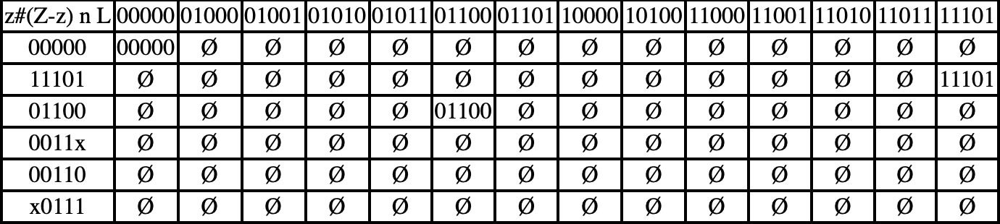 z#(Z-z) n L 00000 01000 01001 01010 01011 01100 01101 10000 10100 11000 11001 11010 11011 11101
00000 00000 Ø Ø Ø Ø Ø Ø Ø Ø Ø Ø Ø Ø Ø
11101 Ø Ø Ø Ø Ø Ø Ø Ø Ø Ø Ø Ø Ø 11101
01100 Ø Ø Ø Ø Ø 01100 Ø Ø Ø Ø Ø Ø Ø Ø
0011x Ø Ø Ø Ø Ø Ø Ø Ø Ø Ø Ø Ø Ø Ø
00110 Ø Ø Ø Ø Ø Ø Ø Ø Ø Ø Ø Ø Ø Ø
x0111 Ø Ø Ø Ø Ø Ø Ø Ø Ø Ø Ø Ø Ø Ø